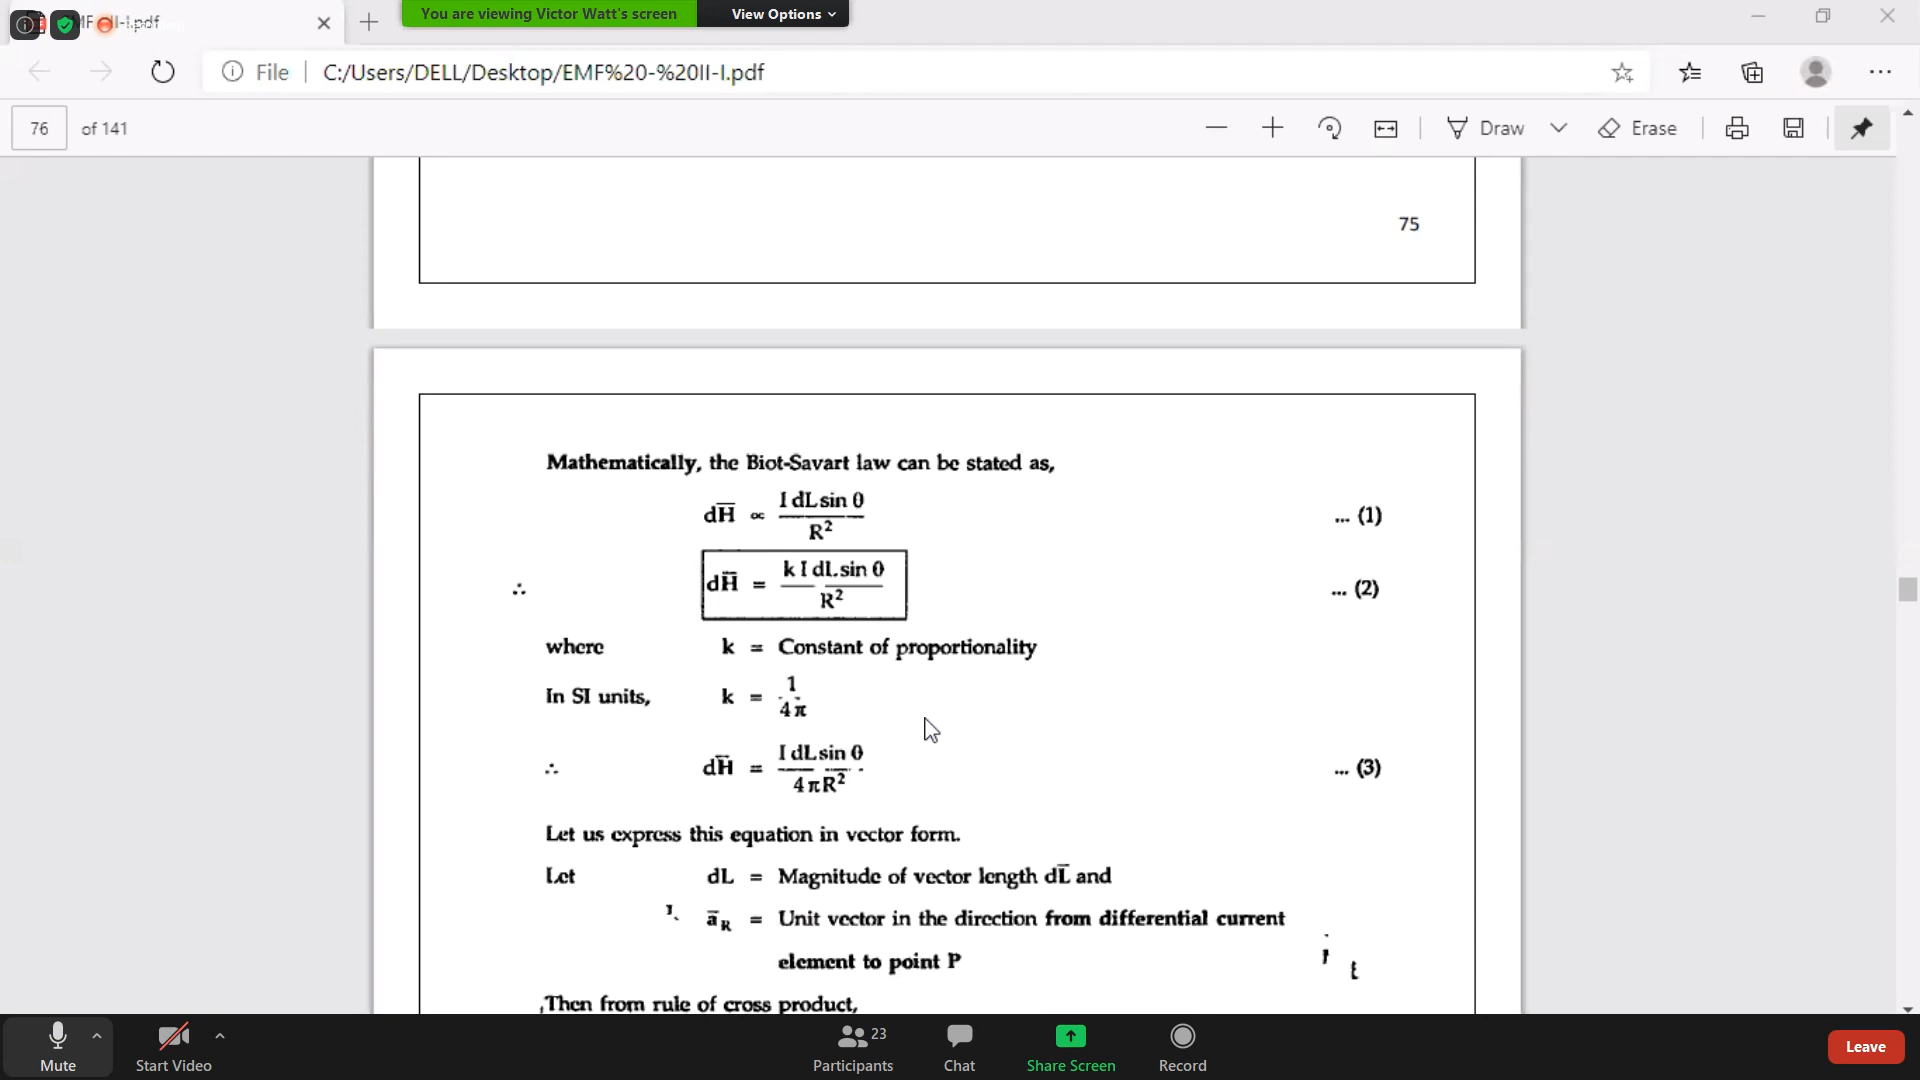 You are viewing Victor Watt's screen View Options
MF II-I.pdf
File C:/Users/DELL/Desktop/EMF%20-%20II-I.pdf
76 of 141 Draw Erase
75
Mathematically, the Biot-Savart law can be stated as,
dH̅ ∝ I dL sin θ / R² ... (1)
∴ dH̅ = k I dL sin θ / R² ... (2)
where k = Constant of proportionality
In SI units, k = 1 / 4π
∴ dH̅ = I dL sin θ / 4πR² ... (3)
Let us express this equation in vector form.
Let dL = Magnitude of vector length dL̅ and
a̅R = Unit vector in the direction from differential current
element to point P
Then from rule of cross product,
Mute Start Video Participants 23 Chat Share Screen Record Leave